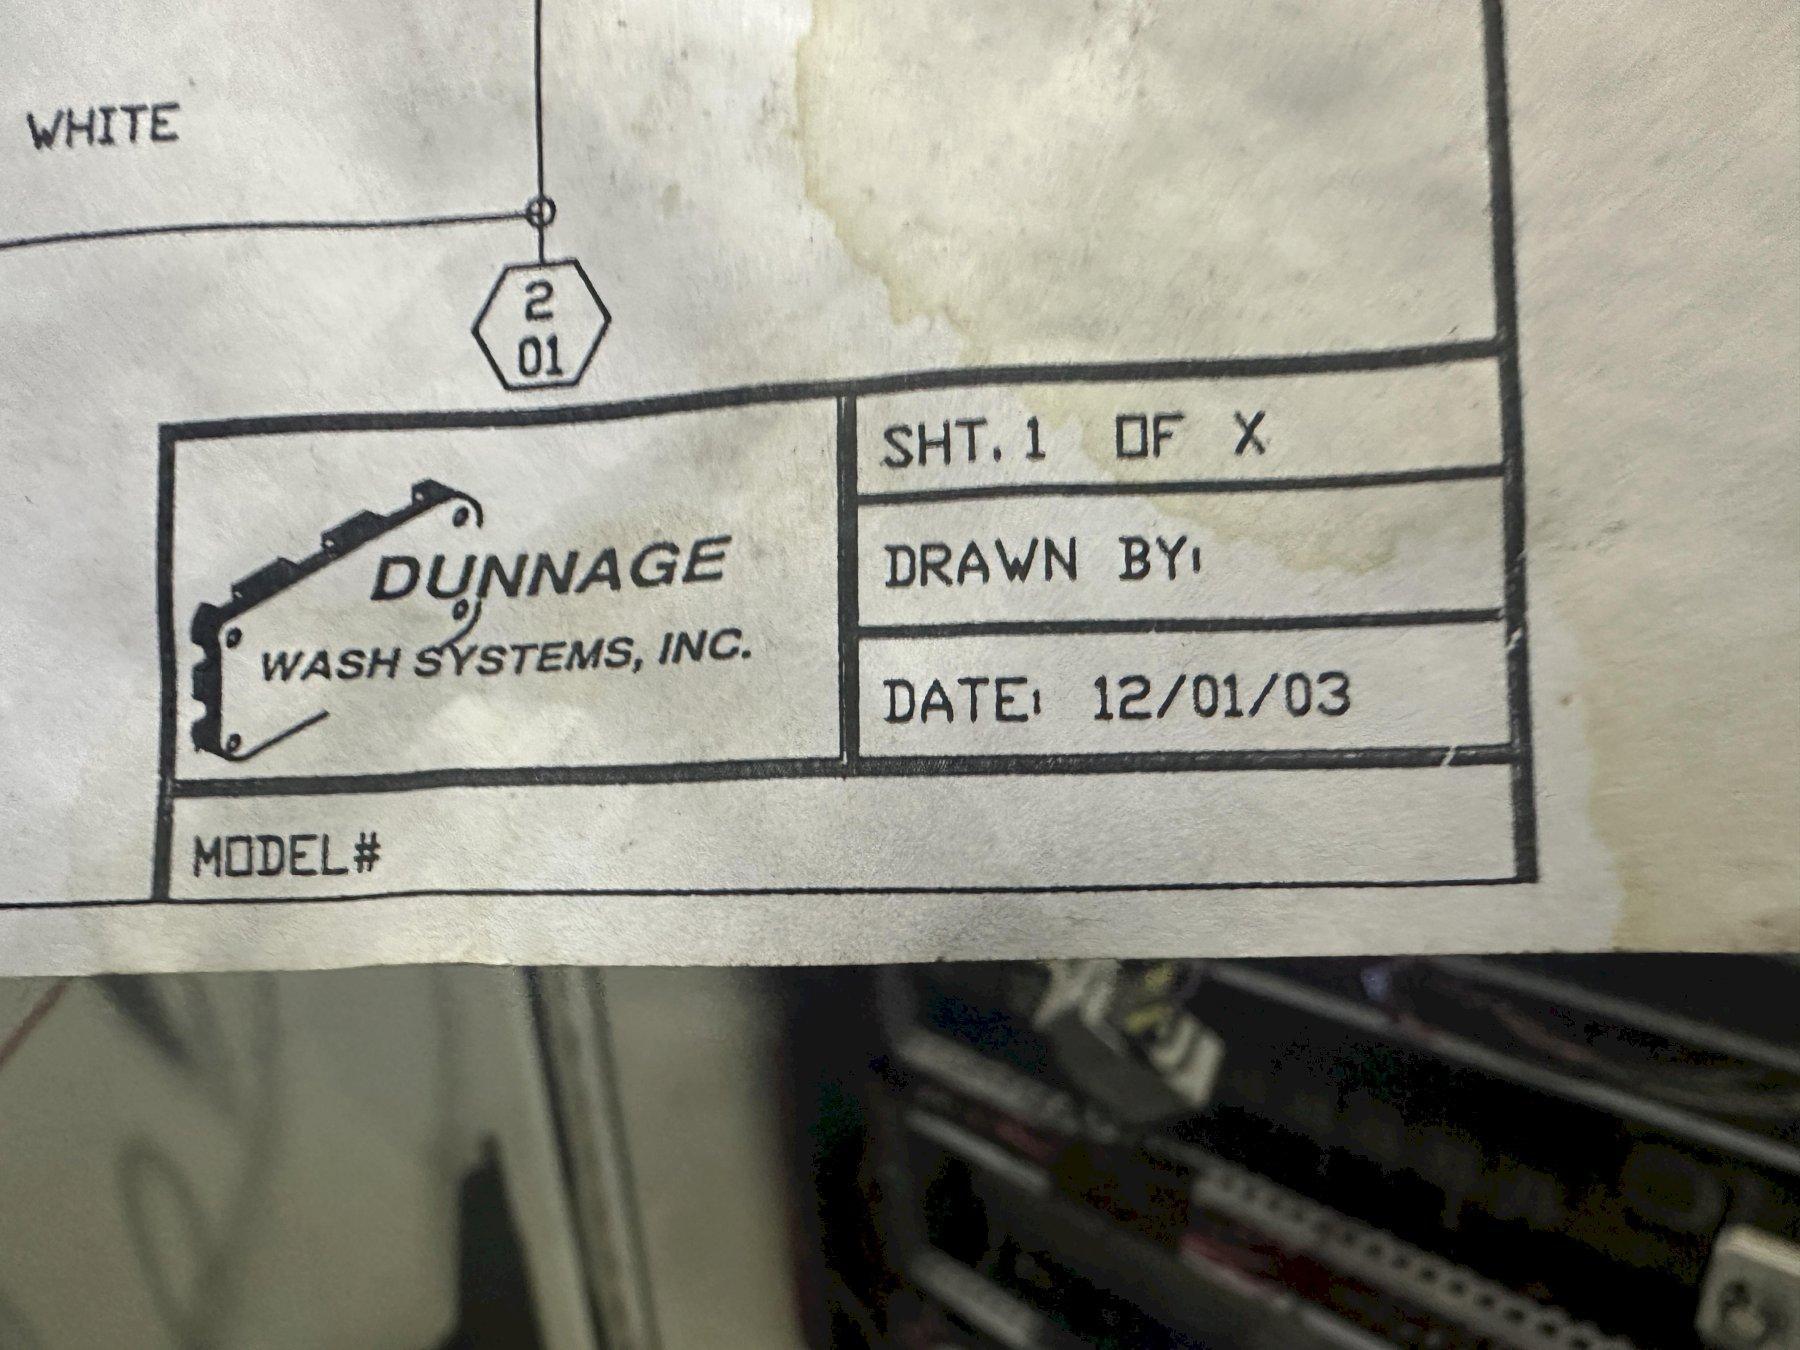 WHITE
2
01
SHT. 1 OF X
DUNNAGE
WASH SYSTEMS, INC.
DRAWN BY:
DATE: 12/01/03
MODEL#